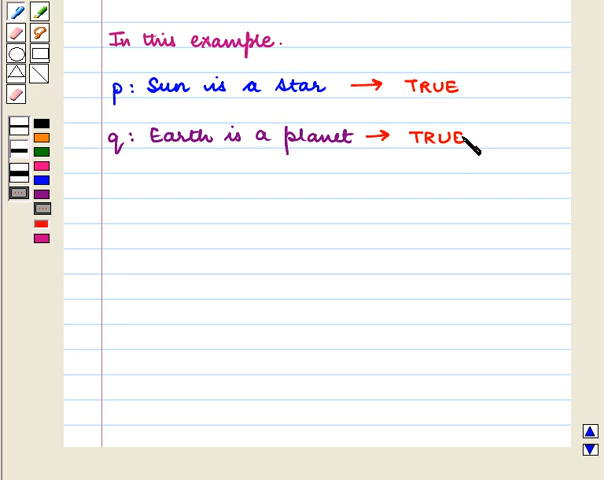 In this example.
p: Sun is a star → TRUE
q: Earth is a planet → TRUE